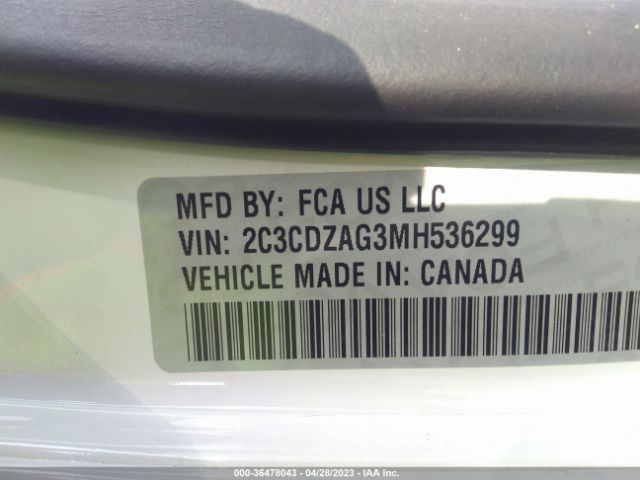 MFD BY: FCA US LLC
VIN: 2C3CDZAG3MH536299
VEHICLE MADE IN: CANADA
000-36478043 - 04/28/2023 - IAA Inc.